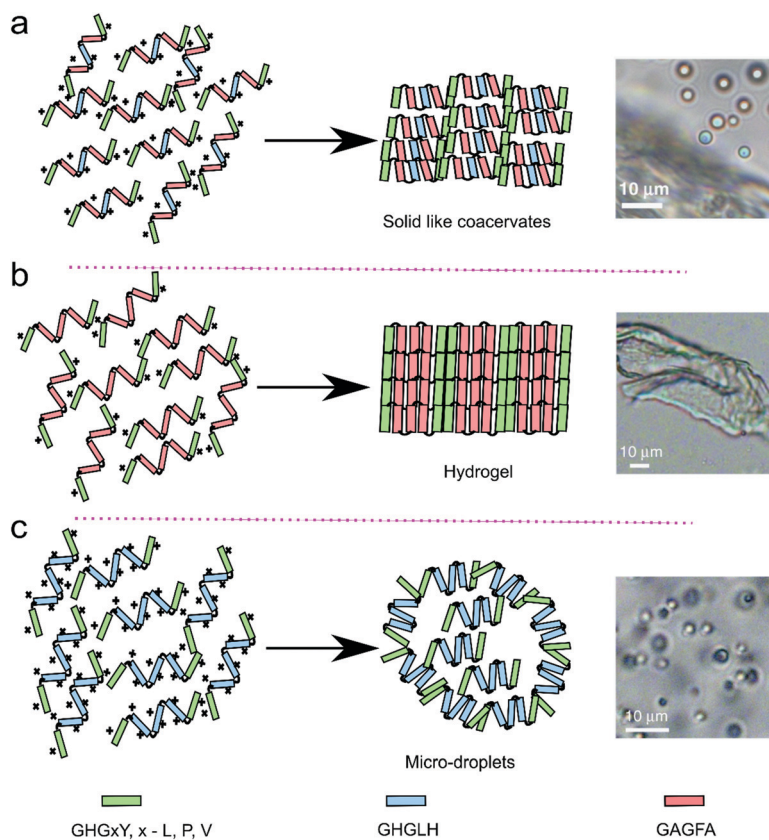 a
Solid like coacervates
10 μm
b
Hydrogel
10 μm
c
Micro-droplets
10 μm
GHGxY, x - L, P, V
GHGLH
GAGFA